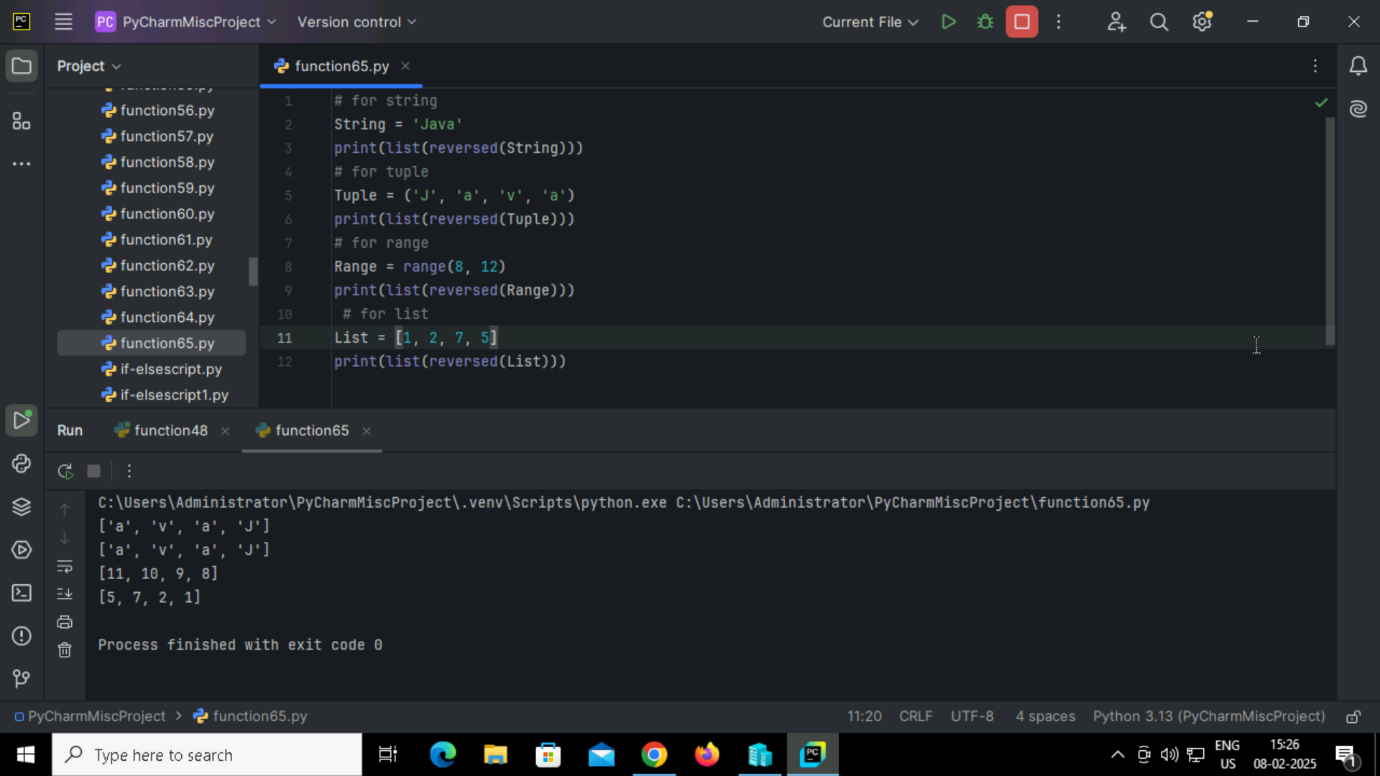 PC PyCharmMiscProject Version control Current File
Project
function65.py
function56.py
function57.py
function58.py
function59.py
function60.py
function61.py
function62.py
function63.py
function64.py
function65.py
if-elsescript.py
if-elsescript1.py
1 # for string
2 String = 'Java'
3 print(list(reversed(String)))
4 # for tuple
5 Tuple = ('J', 'a', 'v', 'a')
6 print(list(reversed(Tuple)))
7 # for range
8 Range = range(8, 12)
9 print(list(reversed(Range)))
10 # for list
11 List = [1, 2, 7, 5]
12 print(list(reversed(List)))
Run function48 function65
C:\Users\Administrator\PyCharmMiscProject\.venv\Scripts\python.exe C:\Users\Administrator\PyCharmMiscProject\function65.py
['a', 'v', 'a', 'J']
['a', 'v', 'a', 'J']
[11, 10, 9, 8]
[5, 7, 2, 1]
Process finished with exit code 0
PyCharmMiscProject > function65.py 11:20 CRLF UTF-8 4 spaces Python 3.13 (PyCharmMiscProject)
Type here to search
PC
ENG
US
15:26
08-02-2025
1